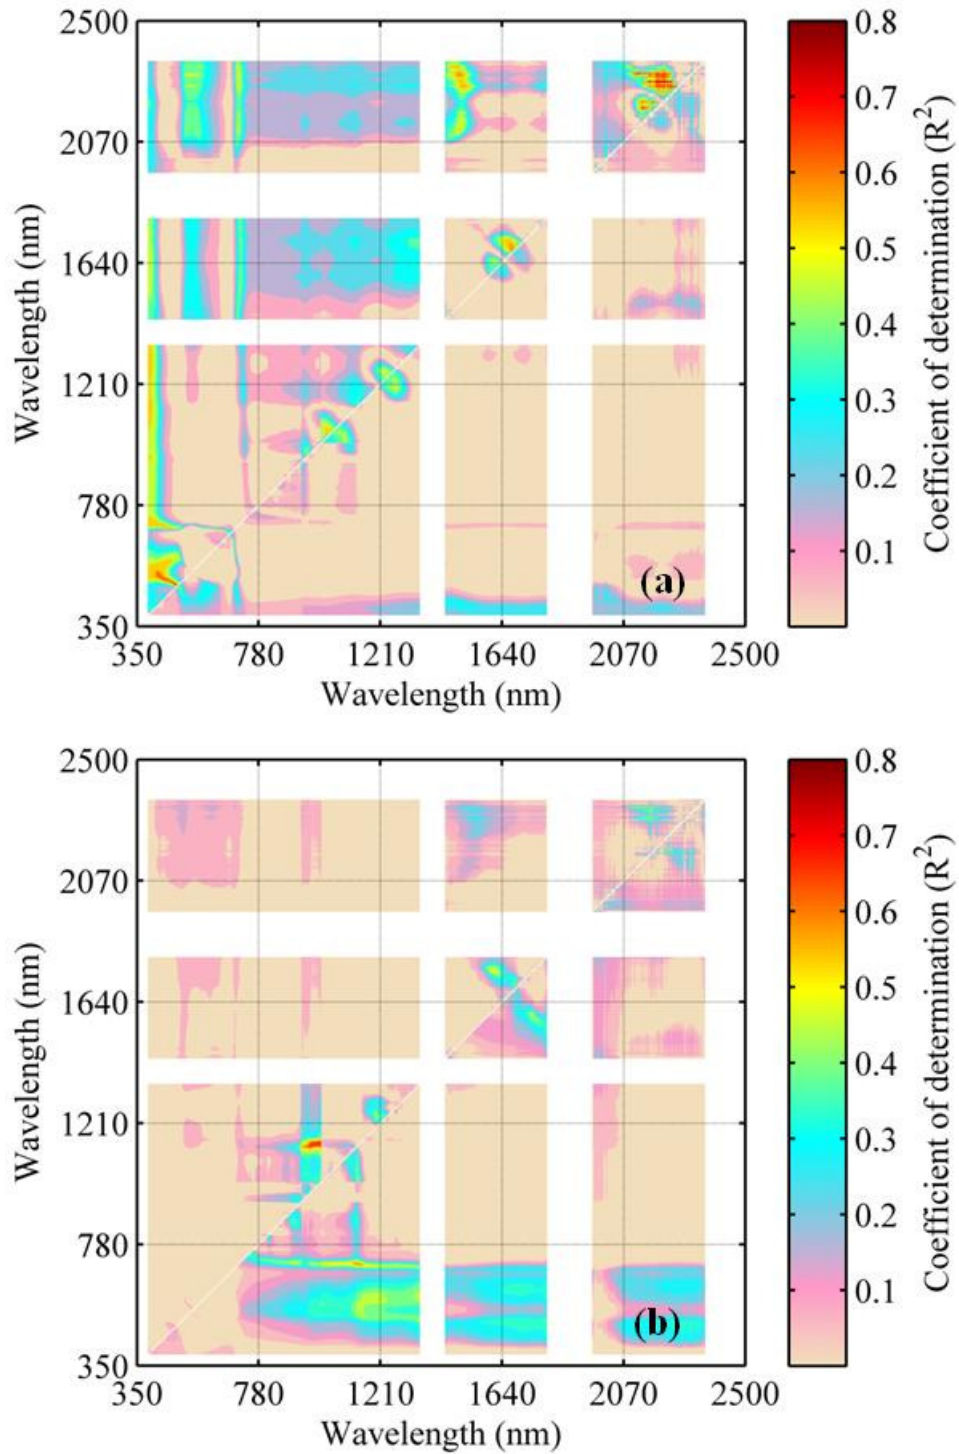 2500
2070
1640
1210
780
350
Wavelength (nm)
350 780 1210 1640 2070 2500
Wavelength (nm)
(a)
0.8
0.7
0.6
0.5
0.4
0.3
0.2
0.1
Coefficient of determination (R²)
2500
2070
1640
1210
780
350
Wavelength (nm)
350 780 1210 1640 2070 2500
Wavelength (nm)
(b)
0.8
0.7
0.6
0.5
0.4
0.3
0.2
0.1
Coefficient of determination (R²)